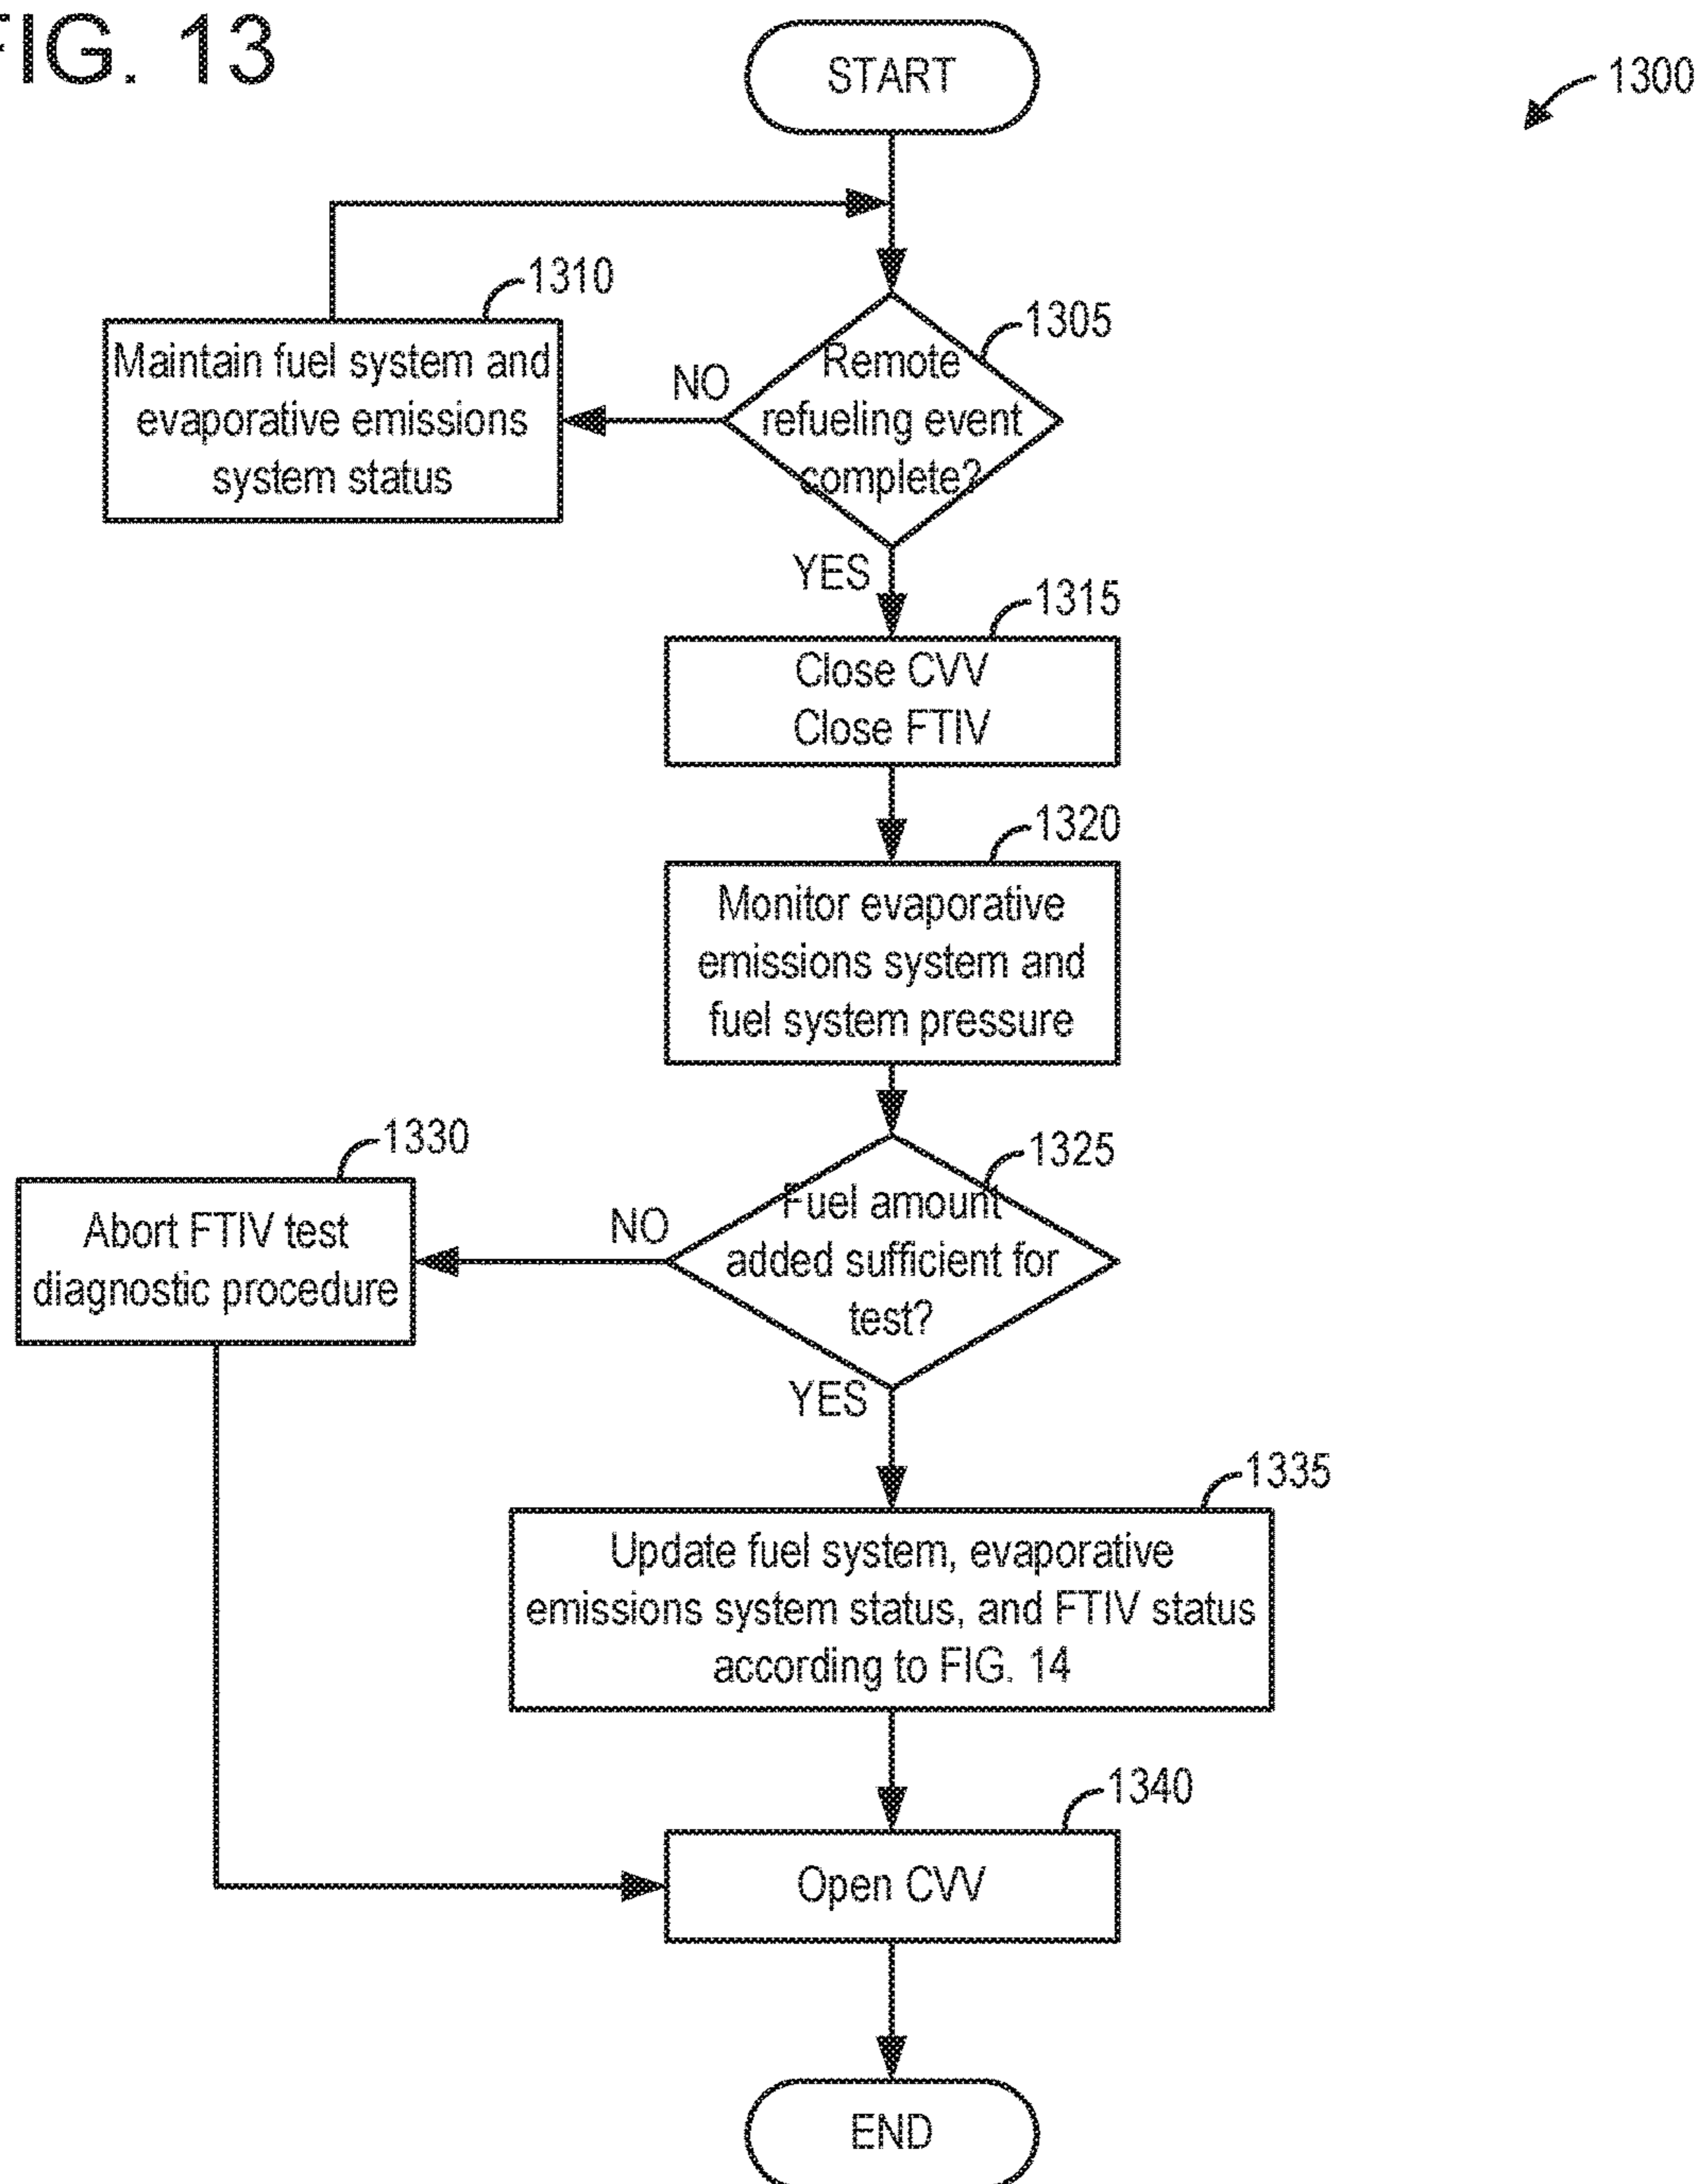 FIG. 13
START
1300
1310
1305
Maintain fuel system and
evaporative emissions
system status
NO
Remote
refueling event
complete?
YES
1315
Close CVV
Close FTIV
1320
Monitor evaporative
emissions system and
fuel system pressure
1330
1325
Abort FTIV test
diagnostic procedure
NO
Fuel amount
added sufficient for
test?
YES
1335
Update fuel system, evaporative
emissions system status, and FTIV status
according to FIG. 14
1340
Open CVV
END